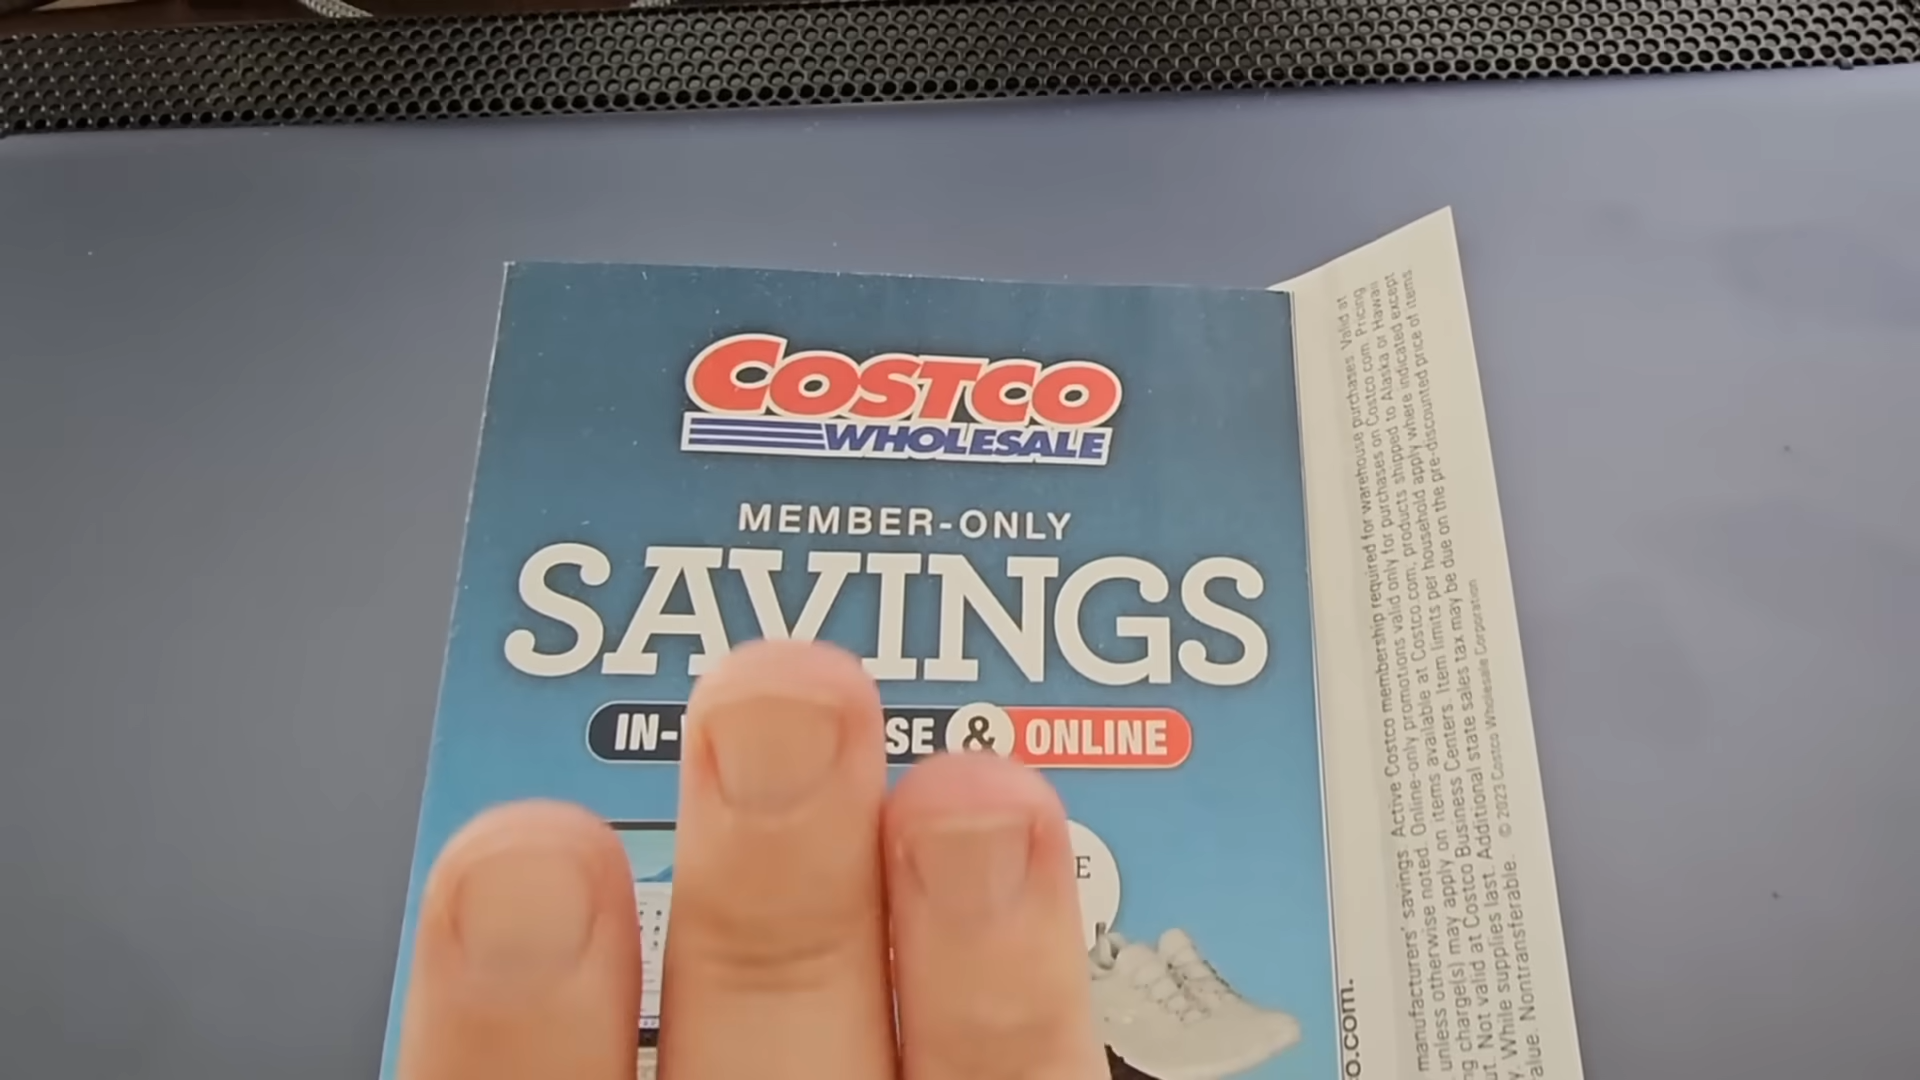 COSTCO
WHOLESALE
MEMBER-ONLY
SAVINGS
IN- SE & ONLINE
E
manufacturers' savings. Active Costco membership required for warehouse purchases. Valid at
unless otherwise noted. Online-only promotions valid only for purchases on Costco.com. Pricing
charge(s) may apply on items available at Costco.com, products shipped to Alaska or Hawaii
Not valid at Costco Business Centers. Item limits per household apply where indicated except
While supplies last. Additional state sales tax may be due on the pre-discounted price of items.
Nontransferable. © 2023 Costco Wholesale Corporation
o.com.